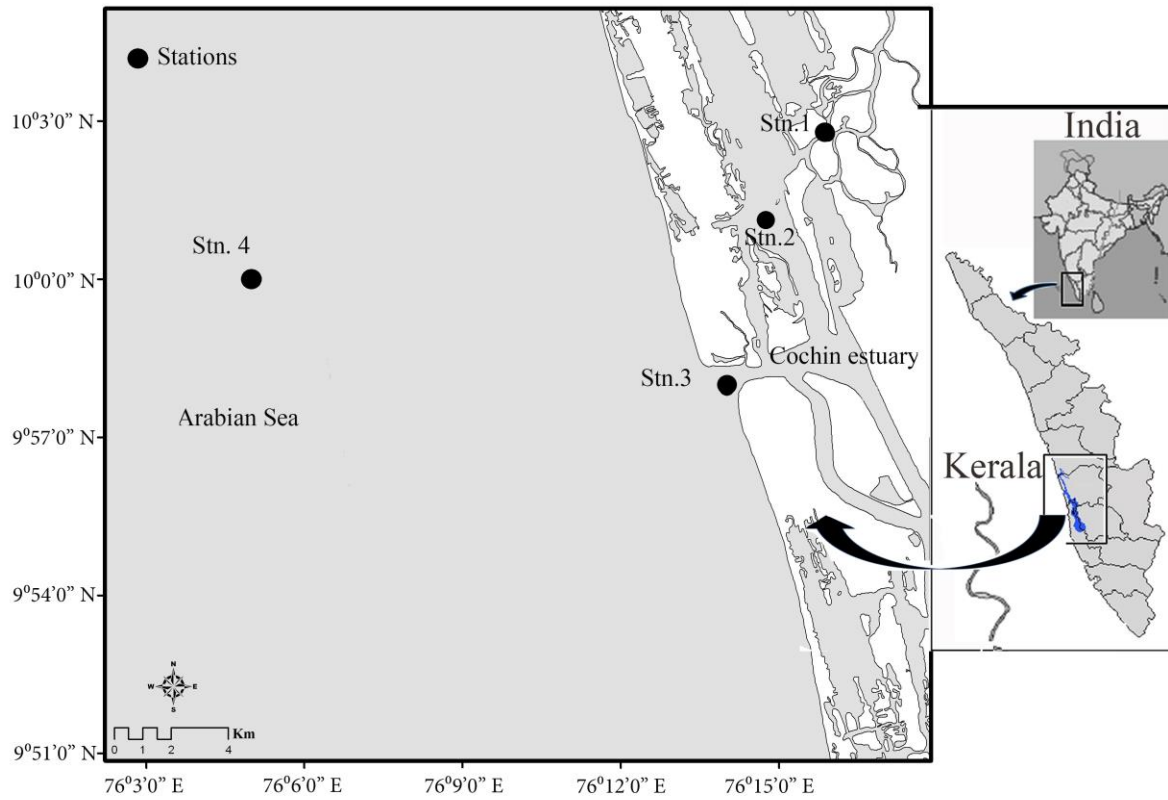 Stations
Stn.1
Stn.2
Stn. 4
Stn.3
Cochin estuary
Arabian Sea
India
Kerala
10⁰3'0” N
10⁰0'0” N
9⁰57'0” N
9⁰54'0” N
9⁰51'0” N
N
W E
S
Km
0 1 2 4
76⁰3'0” E 76⁰6'0” E 76⁰9'0” E 76⁰12'0” E 76⁰15'0” E